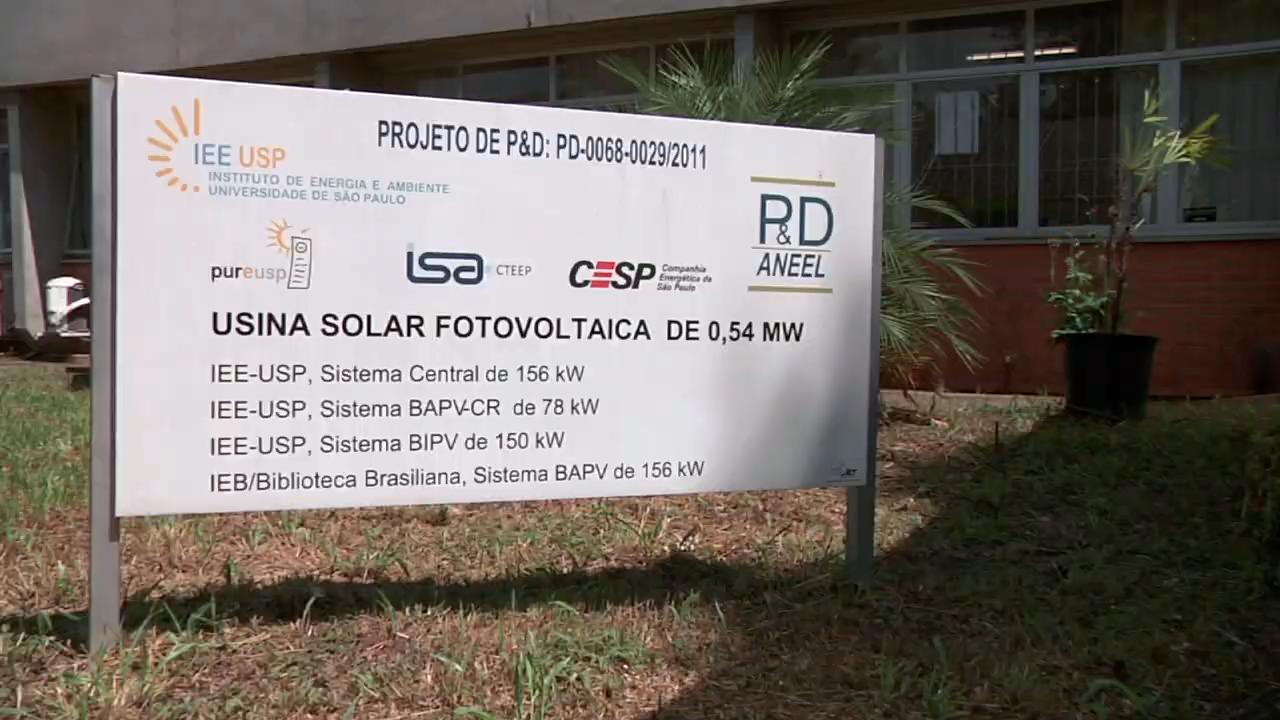 PROJETO DE P&D: PD-0068-0029/2011
IEE USP
INSTITUTO DE ENERGIA E AMBIENTE
UNIVERSIDADE DE SÃO PAULO
P&D
ANEEL
pureusp
isa CTEEP
CESP Companhia
Energética de
São Paulo
USINA SOLAR FOTOVOLTAICA DE 0,54 MW
IEE-USP, Sistema Central de 156 kW
IEE-USP, Sistema BAPV-CR de 78 kW
IEE-USP, Sistema BIPV de 150 kW
IEB/Biblioteca Brasiliana, Sistema BAPV de 156 kW